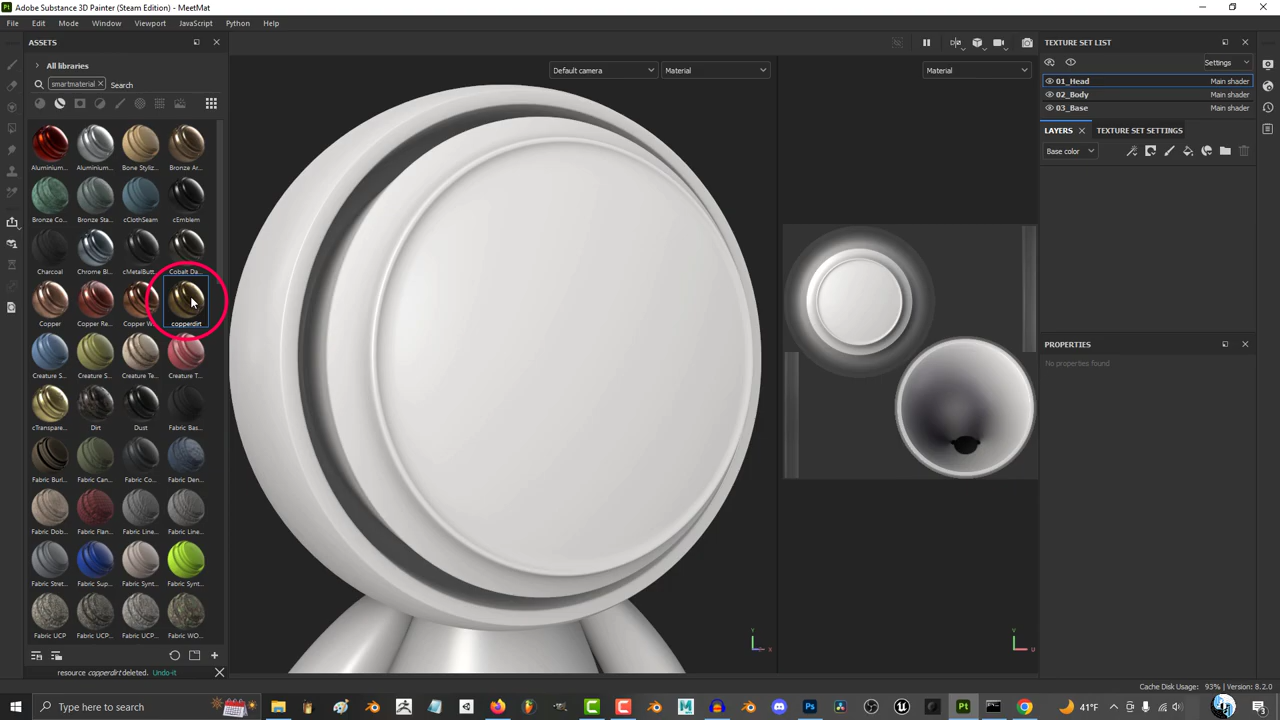 Adobe Substance 3D Painter (Steam Edition) - MeetMat
File Edit Mode Window Viewport JavaScript Python Help
ASSETS
All libraries
smartmaterial Search
Aluminium... Aluminium... Bone Styliz... Bronze Ar...
Bronze Co... Bronze Sta... cClothSeam cEmblem
Charcoal Chrome Bl... cMetalButt... Cobalt Da...
Copper Copper Re... Copper W... copperdirt
Creature S... Creature S... Creature Te... Creature T...
cTranspare... Dirt Dust Fabric Bas...
Fabric Burl... Fabric Can... Fabric Co... Fabric Den...
Fabric Dob... Fabric Flan... Fabric Line... Fabric Line...
Fabric Stret... Fabric Sup... Fabric Synt... Fabric Synt...
Fabric UCP Fabric UCP... Fabric UCP... Fabric WO...
resource copperdirt deleted. Undo-it
Default camera Material
Y
Z X
Material
V
U
TEXTURE SET LIST
Settings
01_Head Main shader
02_Body Main shader
03_Base Main shader
LAYERS TEXTURE SET SETTINGS
Base color
PROPERTIES
No properties found
Cache Disk Usage: 93% | Version: 8.2.0
Type here to search
41°F